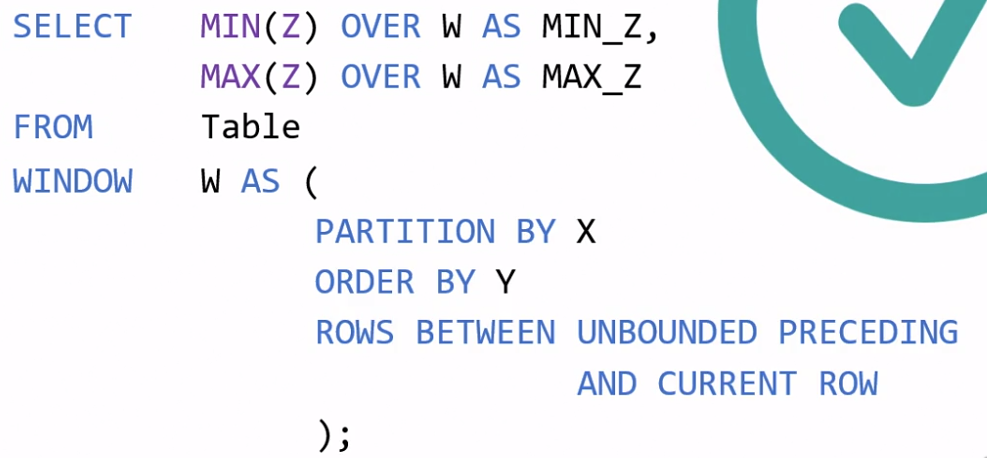 SELECT MIN(Z) OVER W AS MIN_Z,
MAX(Z) OVER W AS MAX_Z
FROM Table
WINDOW W AS (
PARTITION BY X
ORDER BY Y
ROWS BETWEEN UNBOUNDED PRECEDING
AND CURRENT ROW
);